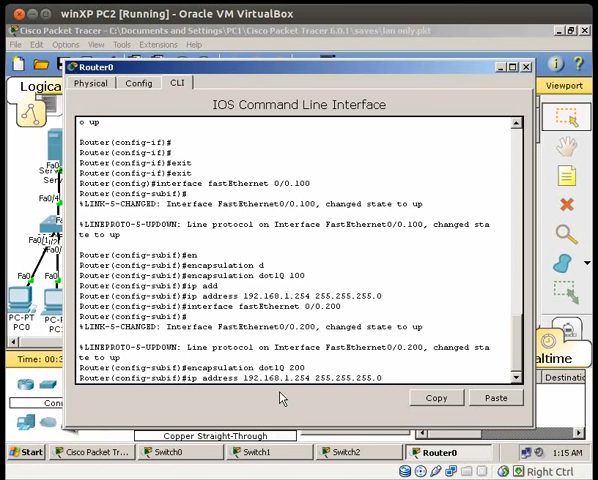 winXP PC2 [Running] - Oracle VM VirtualBox
Cisco Packet Tracer - C:\Documents and Settings\PC1\Cisco Packet Tracer 6.0.1\saves\lan only.pkt
File Edit Options View Tools Extensions Help
Router0
Logica
Physical Config CLI
Viewport
IOS Command Line Interface
o up
Router(config-if)#
Router(config-if)#
Router(config-if)#exit
Router(config-if)#exit
Router(config)#interface fastEthernet 0/0.100
Router(config-subif)#
%LINK-5-CHANGED: Interface FastEthernet0/0.100, changed state to up
%LINEPROTO-5-UPDOWN: Line protocol on Interface FastEthernet0/0.100, changed sta
te to up
Router(config-subif)#en
Router(config-subif)#encapsulation d
Router(config-subif)#encapsulation dot1Q 100
Router(config-subif)#ip add
Router(config-subif)#ip address 192.168.1.254 255.255.255.0
Router(config-subif)#interface fastEthernet 0/0.200
Router(config-subif)#
%LINK-5-CHANGED: Interface FastEthernet0/0.200, changed state to up
%LINEPROTO-5-UPDOWN: Line protocol on Interface FastEthernet0/0.200, changed sta
te to up
Router(config-subif)#encapsulation dot1Q 200
Router(config-subif)#ip address 192.168.1.254 255.255.255.0
Copy Paste
Fa0
Fa0/
Fa0
PC-PT
PC0
Time: 00:3
altime
Destinatio
Con
Copper Straight-Through
Start Cisco Packet Tr... Switch0 Switch1 Switch2 Router0 1:15 AM
Right Ctrl